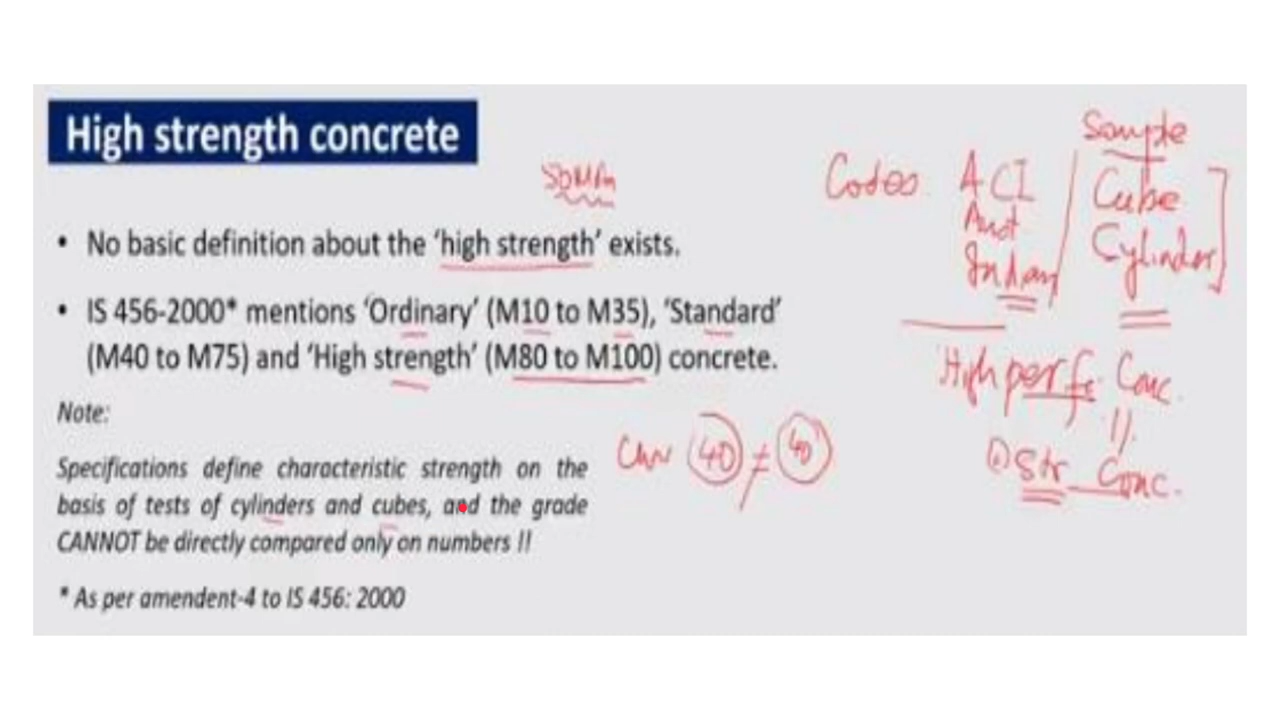 High strength concrete
50MPa
• No basic definition about the ‘high strength’ exists.
• IS 456-2000* mentions ‘Ordinary’ (M10 to M35), ‘Standard’
(M40 to M75) and ‘High strength’ (M80 to M100) concrete.
Note:
Specifications define characteristic strength on the
basis of tests of cylinders and cubes, and the grade
CANNOT be directly compared only on numbers !!
* As per amendent-4 to IS 456: 2000
40 ≠ 40
Codes ACI
Indian
Sample
Cube
Cylinder
High perf. Conc.
Str Conc.